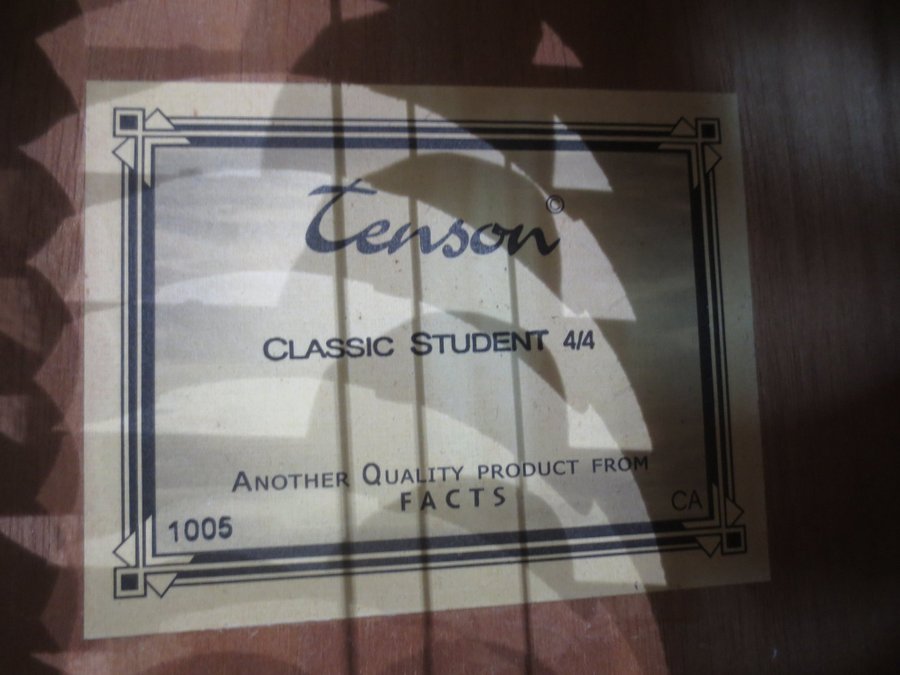 Tenson©
CLASSIC STUDENT 4/4
ANOTHER QUALITY PRODUCT FROM
FACTS
1005
CA